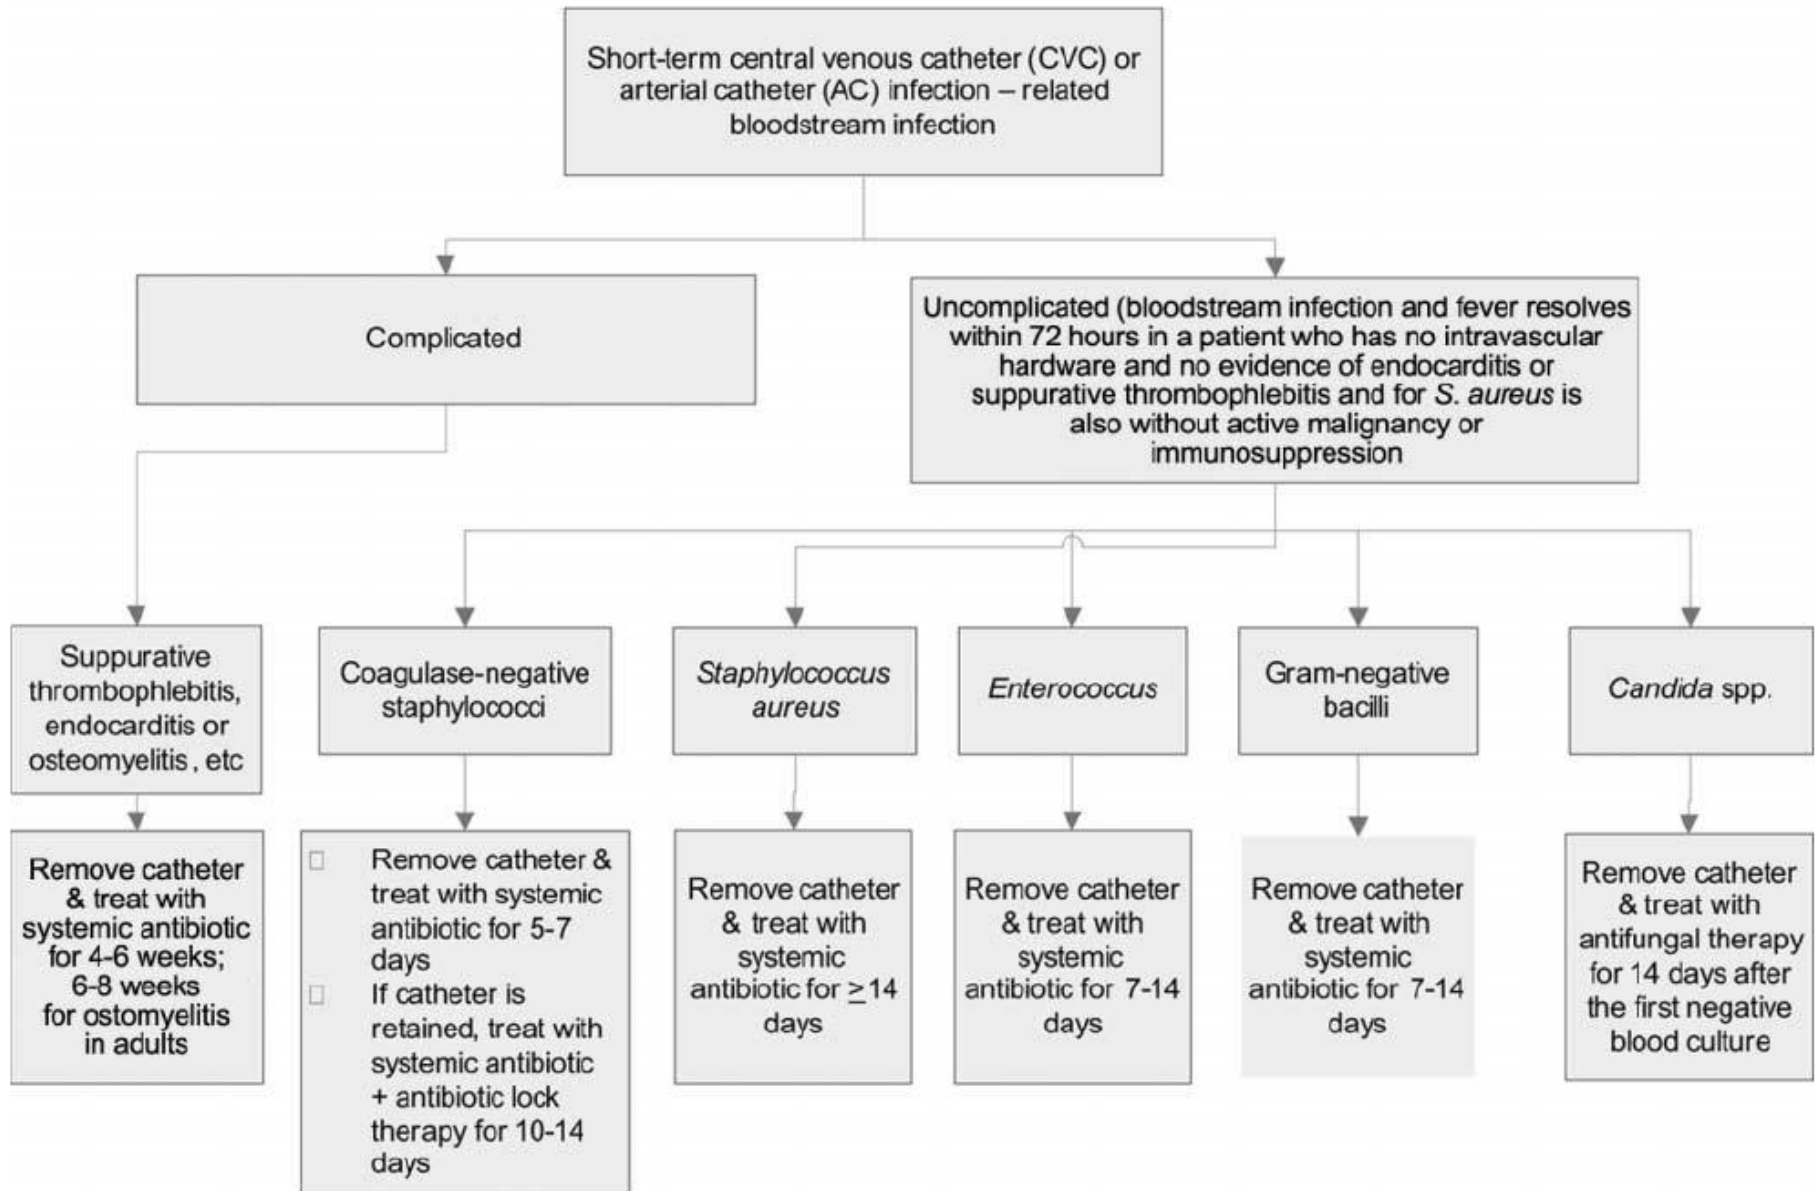 Short-term central venous catheter (CVC) or
arterial catheter (AC) infection – related
bloodstream infection
Complicated
Uncomplicated (bloodstream infection and fever resolves
within 72 hours in a patient who has no intravascular
hardware and no evidence of endocarditis or
suppurative thrombophlebitis and for S. aureus is
also without active malignancy or
immunosuppression
Suppurative
thrombophlebitis,
endocarditis or
osteomyelitis, etc
Coagulase-negative
staphylococci
Staphylococcus
aureus
Enterococcus
Gram-negative
bacilli
Candida spp.
Remove catheter
& treat with
systemic antibiotic
for 4-6 weeks;
6-8 weeks
for ostomyelitis
in adults
Remove catheter &
treat with systemic
antibiotic for 5-7
days
If catheter is
retained, treat with
systemic antibiotic
+ antibiotic lock
therapy for 10-14
days
Remove catheter
& treat with
systemic
antibiotic for ≥14
days
Remove catheter
& treat with
systemic
antibiotic for 7-14
days
Remove catheter
& treat with
systemic
antibiotic for 7-14
days
Remove catheter
& treat with
antifungal therapy
for 14 days after
the first negative
blood culture